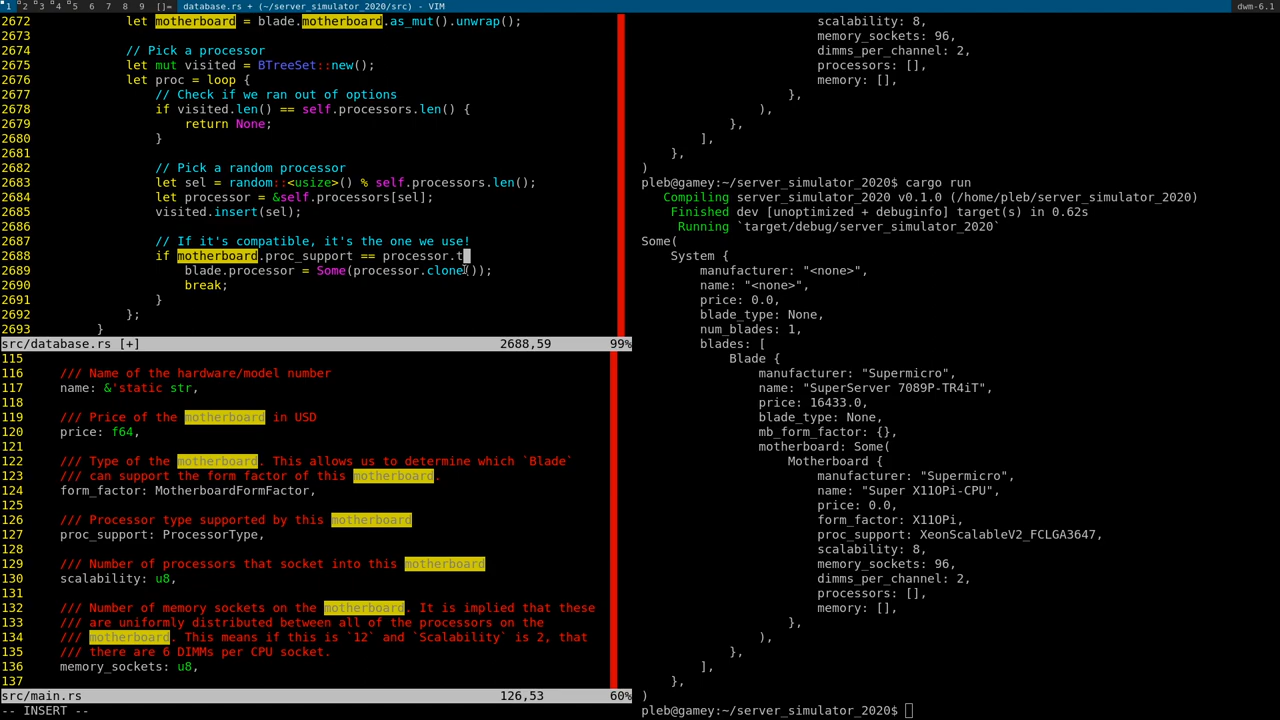 1 2 3 4 5 6 7 8 9 []= database.rs + (~/server_simulator_2020/src) - VIM dwm-6.1
2672 let motherboard = blade.motherboard.as_mut().unwrap();
2673
2674 // Pick a processor
2675 let mut visited = BTreeSet::new();
2676 let proc = loop {
2677 // Check if we ran out of options
2678 if visited.len() == self.processors.len() {
2679 return None;
2680 }
2681
2682 // Pick a random processor
2683 let sel = random::<usize>() % self.processors.len();
2684 let processor = &self.processors[sel];
2685 visited.insert(sel);
2686
2687 // If it's compatible, it's the one we use!
2688 if motherboard.proc_support == processor.t
2689 blade.processor = Some(processor.clone());
2690 break;
2691 }
2692 };
2693 }
src/database.rs [+] 2688,59 99%
115
116 /// Name of the hardware/model number
117 name: &'static str,
118
119 /// Price of the motherboard in USD
120 price: f64,
121
122 /// Type of the motherboard. This allows us to determine which `Blade`
123 /// can support the form factor of this motherboard.
124 form_factor: MotherboardFormFactor,
125
126 /// Processor type supported by this motherboard
127 proc_support: ProcessorType,
128
129 /// Number of processors that socket into this motherboard
130 scalability: u8,
131
132 /// Number of memory sockets on the motherboard. It is implied that these
133 /// are uniformly distributed between all of the processors on the
134 /// motherboard. This means if this is `12` and `Scalability` is 2, that
135 /// there are 6 DIMMs per CPU socket.
136 memory_sockets: u8,
137
src/main.rs 126,53 60%
-- INSERT --
scalability: 8,
memory_sockets: 96,
dimms_per_channel: 2,
processors: [],
memory: [],
},
),
},
],
},
)
pleb@gamey:~/server_simulator_2020$ cargo run
Compiling server_simulator_2020 v0.1.0 (/home/pleb/server_simulator_2020)
Finished dev [unoptimized + debuginfo] target(s) in 0.62s
Running `target/debug/server_simulator_2020`
Some(
System {
manufacturer: "<none>",
name: "<none>",
price: 0.0,
blade_type: None,
num_blades: 1,
blades: [
Blade {
manufacturer: "Supermicro",
name: "SuperServer 7089P-TR4iT",
price: 16433.0,
blade_type: None,
mb_form_factor: {},
motherboard: Some(
Motherboard {
manufacturer: "Supermicro",
name: "Super X11OPi-CPU",
price: 0.0,
form_factor: X11OPi,
proc_support: XeonScalableV2_FCLGA3647,
scalability: 8,
memory_sockets: 96,
dimms_per_channel: 2,
processors: [],
memory: [],
},
),
},
],
},
)
pleb@gamey:~/server_simulator_2020$